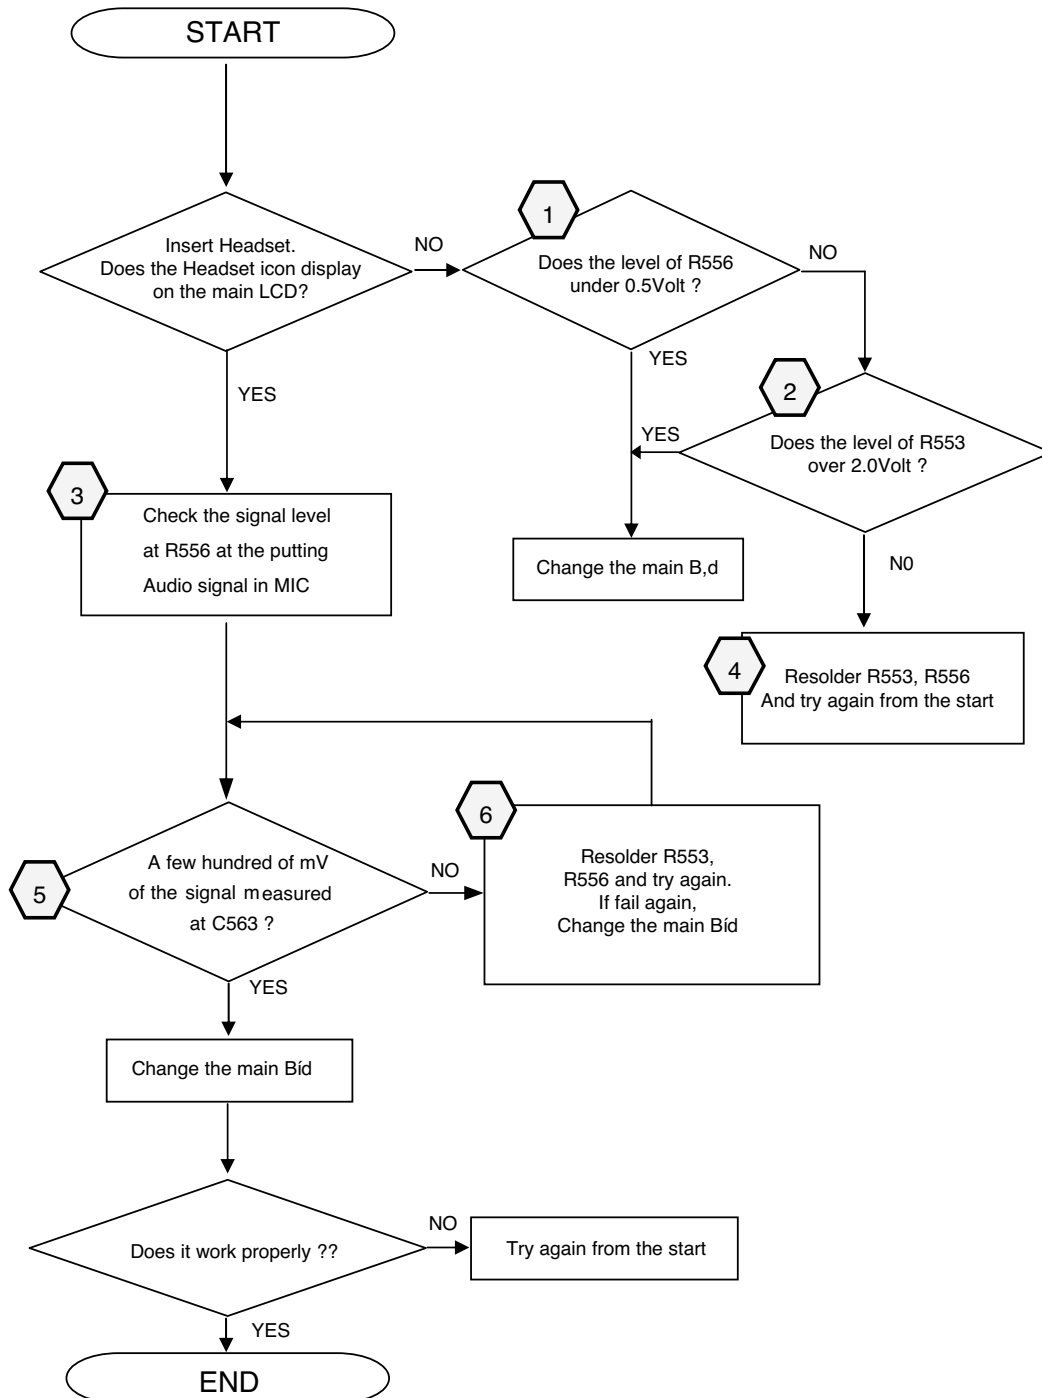 START
Insert Headset.
Does the Headset icon display
on the main LCD?
NO
1
Does the level of R556
under 0.5Volt ?
NO
YES
YES
2
Does the level of R553
over 2.0Volt ?
YES
3
Check the signal level
at R556 at the putting
Audio signal in MIC
Change the main B,d
N0
4
Resolder R553, R556
And try again from the start
5
A few hundred of mV
of the signal measured
at C563 ?
NO
6
Resolder R553,
R556 and try again.
If fail again,
Change the main Bíd
YES
Change the main Bíd
Does it work properly ??
NO
Try again from the start
YES
END